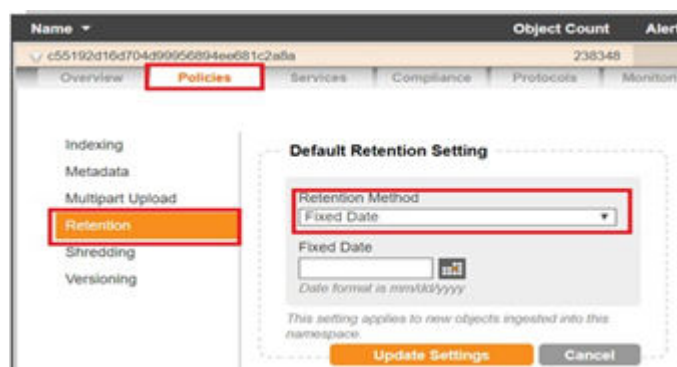 Name
Object Count
Alert
c55192d16d704d99956894ee681c2a8a
238348
Overview
Policies
Services
Compliance
Protocols
Monitori
Indexing
Metadata
Multipart Upload
Retention
Shredding
Versioning
Default Retention Setting
Retention Method
Fixed Date
Fixed Date
Date format is mm/dd/yyyy
This setting applies to new objects ingested into this
namespace.
Update Settings
Cancel